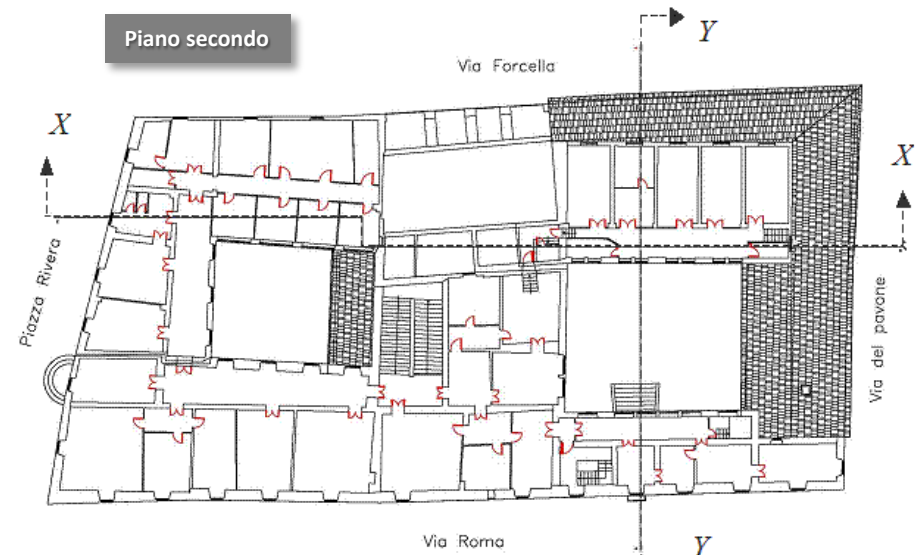 Piano secondo
Y
Via Forcella
X
X
Piazza Rivera
Via del pavone
Via Roma
Y